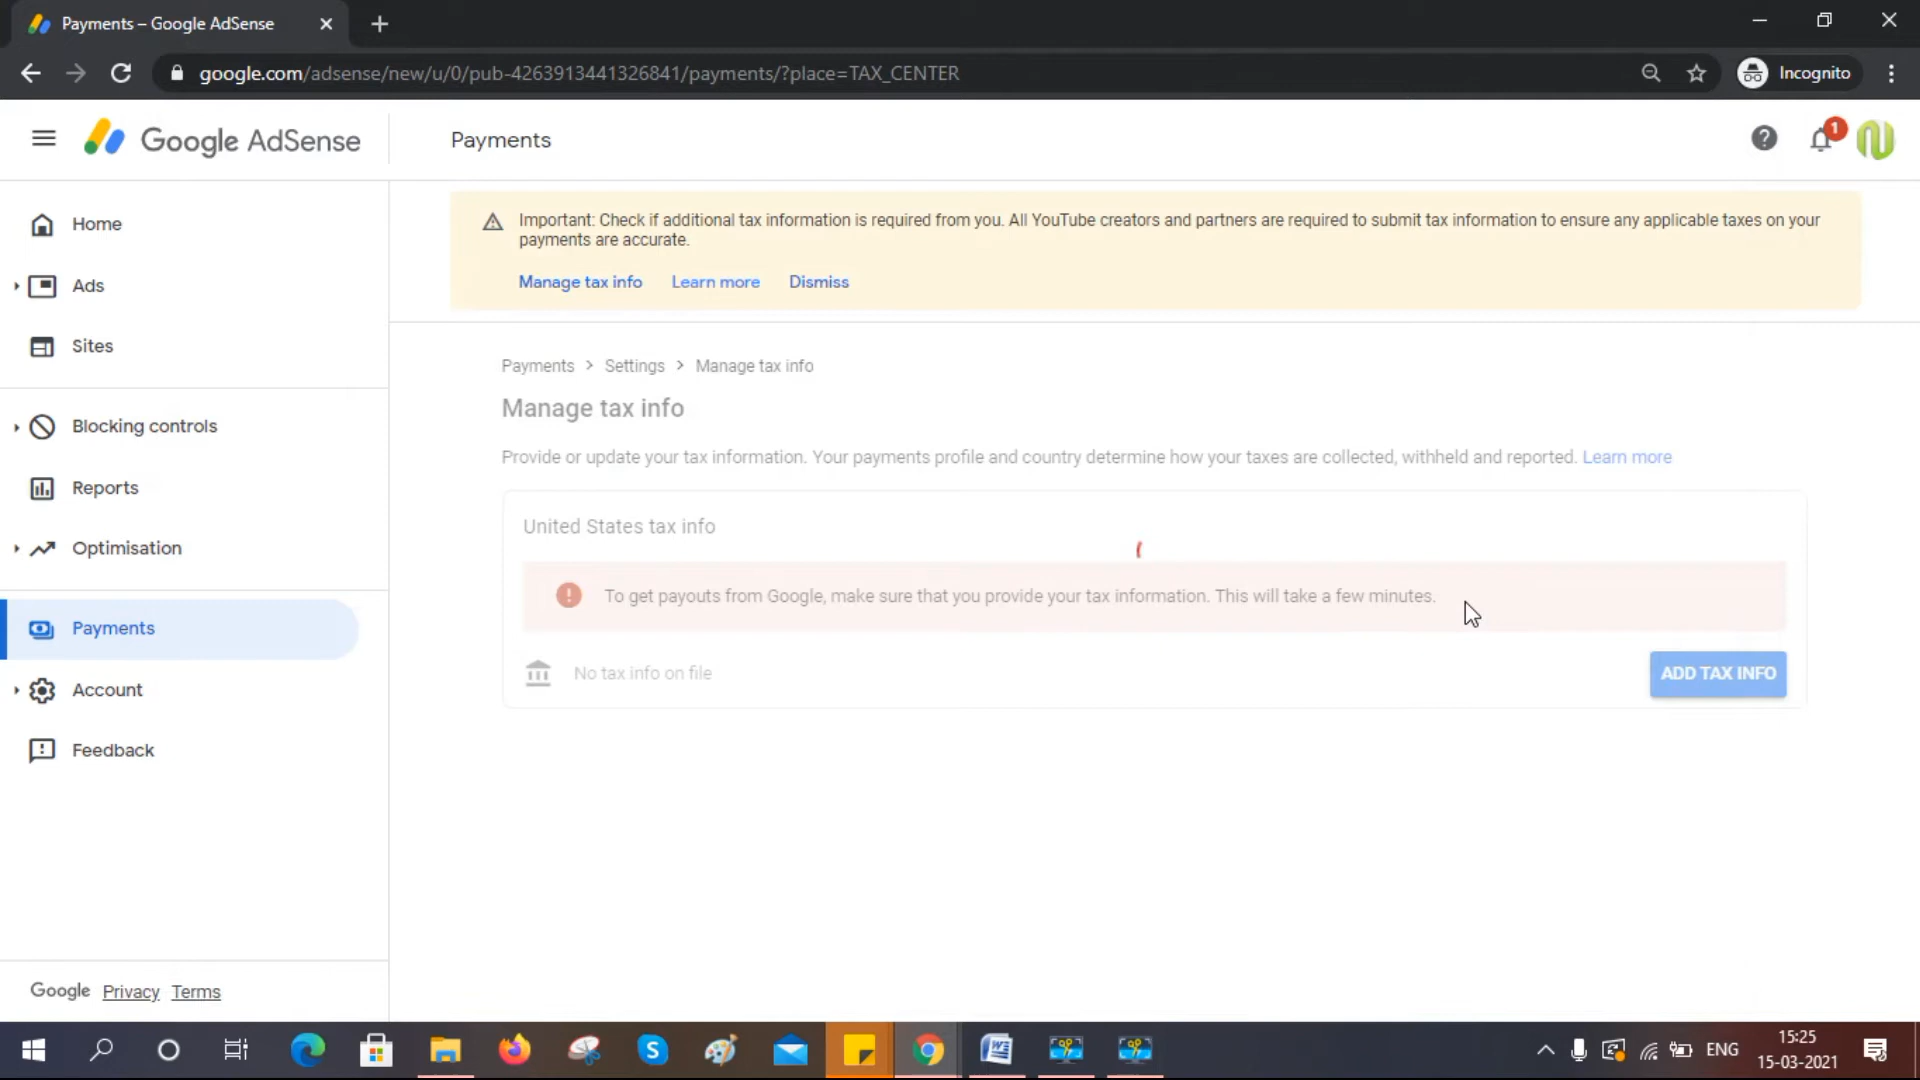 Payments – Google AdSense
google.com/adsense/new/u/0/pub-4263913441326841/payments/?place=TAX_CENTER
Incognito
Google AdSense
Payments
1
Home
Ads
Sites
Blocking controls
Reports
Optimisation
Payments
Account
Feedback
Google Privacy Terms
Important: Check if additional tax information is required from you. All YouTube creators and partners are required to submit tax information to ensure any applicable taxes on your
payments are accurate.
Manage tax info Learn more Dismiss
Payments > Settings > Manage tax info
Manage tax info
Provide or update your tax information. Your payments profile and country determine how your taxes are collected, withheld and reported. Learn more
United States tax info
To get payouts from Google, make sure that you provide your tax information. This will take a few minutes.
No tax info on file
ADD TAX INFO
ENG
15:25
15-03-2021